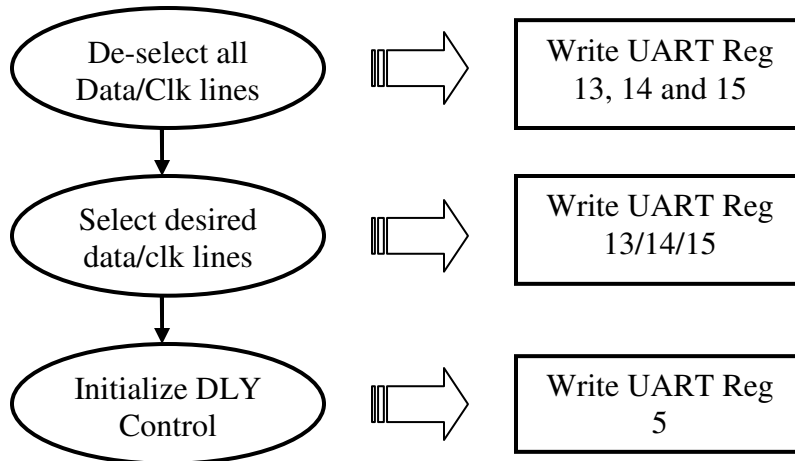 De-select all
Data/Clk lines
Write UART Reg
13, 14 and 15
Select desired
data/clk lines
Write UART Reg
13/14/15
Initialize DLY
Control
Write UART Reg
5